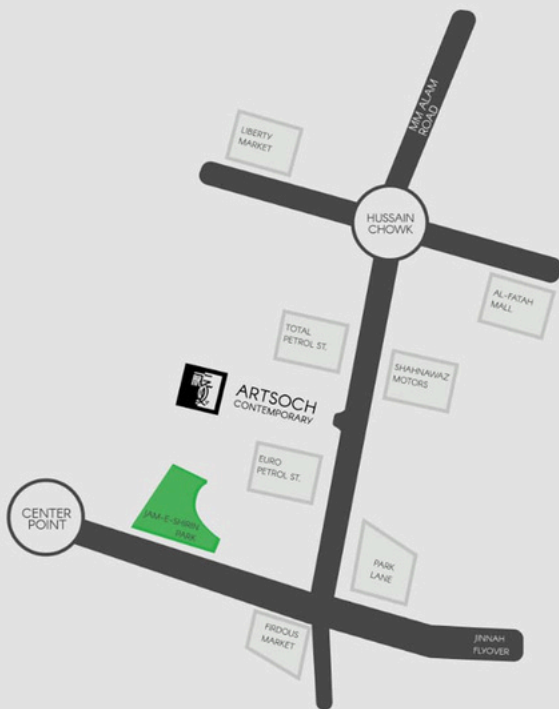 MM ALAM
ROAD
LIBERTY
MARKET
HUSSAIN
CHOWK
AL-FATAH
MALL
TOTAL
PETROL ST.
SHAHNAWAZ
MOTORS
ARTSOCH
CONTEMPORARY
EURO
PETROL ST.
CENTER
POINT
JAM-E-SHIRIN
PARK
PARK
LANE
FIRDOUS
MARKET
JINNAH
FLYOVER